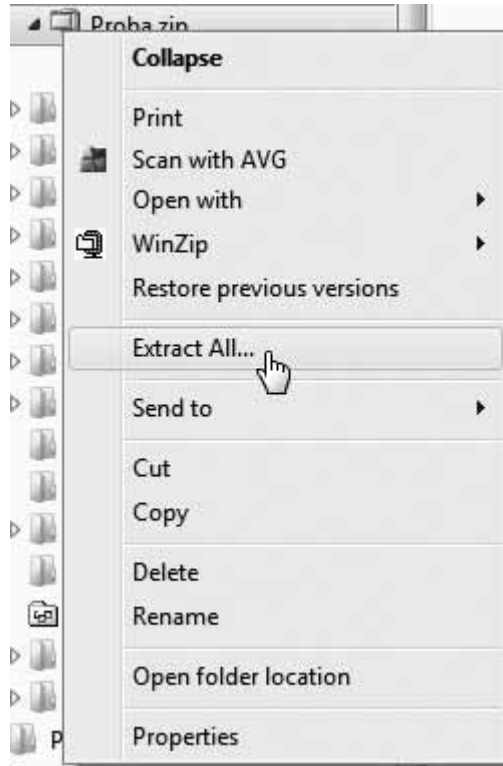 Proba.zip
Collapse
Print
Scan with AVG
Open with
WinZip
Restore previous versions
Extract All...
Send to
Cut
Copy
Delete
Rename
Open folder location
Properties
P